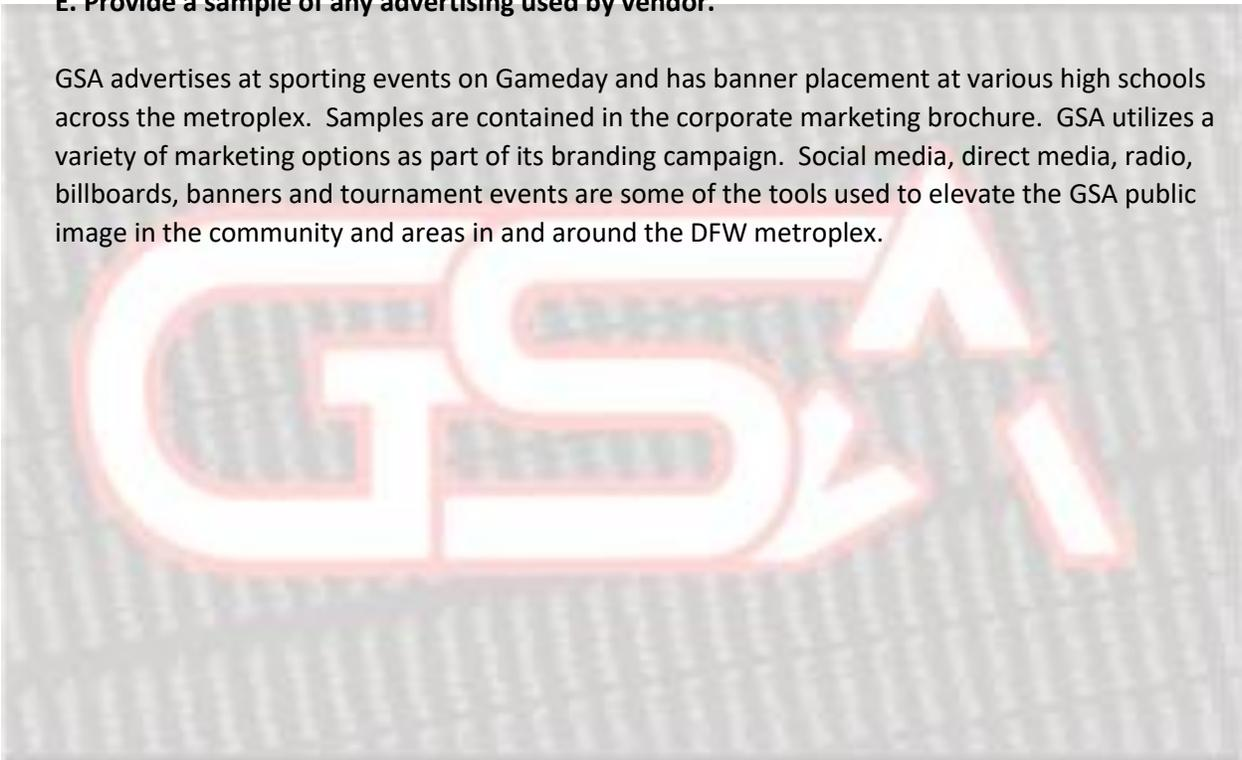 E. Provide a sample of any advertising used by vendor.
GSA advertises at sporting events on Gameday and has banner placement at various high schools
across the metroplex.  Samples are contained in the corporate marketing brochure.  GSA utilizes a
variety of marketing options as part of its branding campaign.  Social media, direct media, radio,
billboards, banners and tournament events are some of the tools used to elevate the GSA public
image in the community and areas in and around the DFW metroplex.
GSA